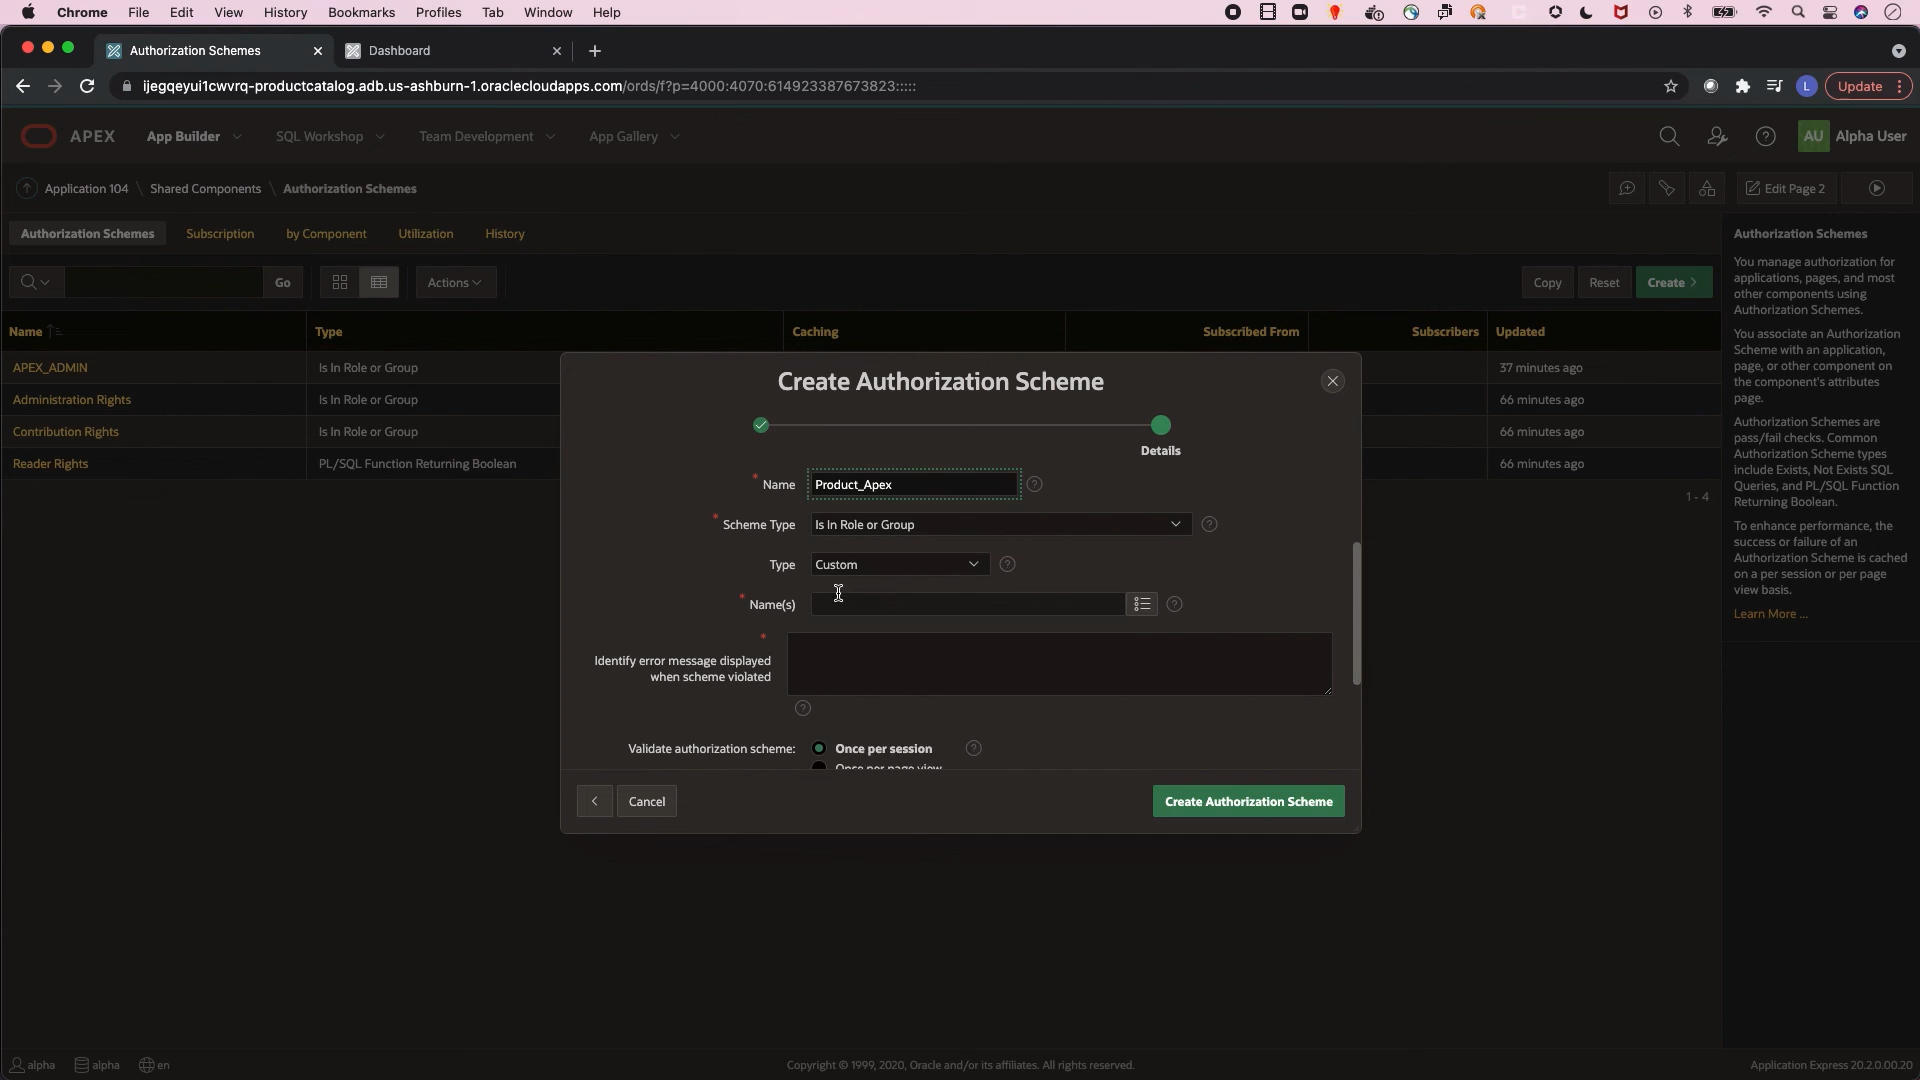 Chrome File Edit View History Bookmarks Profiles Tab Window Help
Authorization Schemes Dashboard
ijegqeyui1cwvrq-productcatalog.adb.us-ashburn-1.oraclecloudapps.com/ords/f?p=4000:4070:614923387673823::::: L Update
APEX App Builder SQL Workshop Team Development App Gallery AU Alpha User
Application 104 \ Shared Components \ Authorization Schemes Edit Page 2
Authorization Schemes Subscription by Component Utilization History
Go Actions Copy Reset Create
Name Type Caching Subscribed From Subscribers Updated
APEX_ADMIN Is In Role or Group 37 minutes ago
Administration Rights Is In Role or Group 66 minutes ago
Contribution Rights Is In Role or Group 66 minutes ago
Reader Rights PL/SQL Function Returning Boolean 66 minutes ago
1 - 4
Create Authorization Scheme
Details
* Name Product_Apex
* Scheme Type Is In Role or Group
Type Custom
* Name(s)
*
Identify error message displayed
when scheme violated
Validate authorization scheme: Once per session
Once per page view
Cancel Create Authorization Scheme
Authorization Schemes
You manage authorization for
applications, pages, and most
other components using
Authorization Schemes.
You associate an Authorization
Scheme with an application,
page, or other component on
the component's attributes
page.
Authorization Schemes are
pass/fail checks. Common
Authorization Scheme types
include Exists, Not Exists SQL
Queries, and PL/SQL Function
Returning Boolean.
To enhance performance, the
success or failure of an
Authorization Scheme is cached
on a per session or per page
view basis.
Learn More ...
alpha alpha en Copyright © 1999, 2020, Oracle and/or its affiliates. All rights reserved. Application Express 20.2.0.00.20